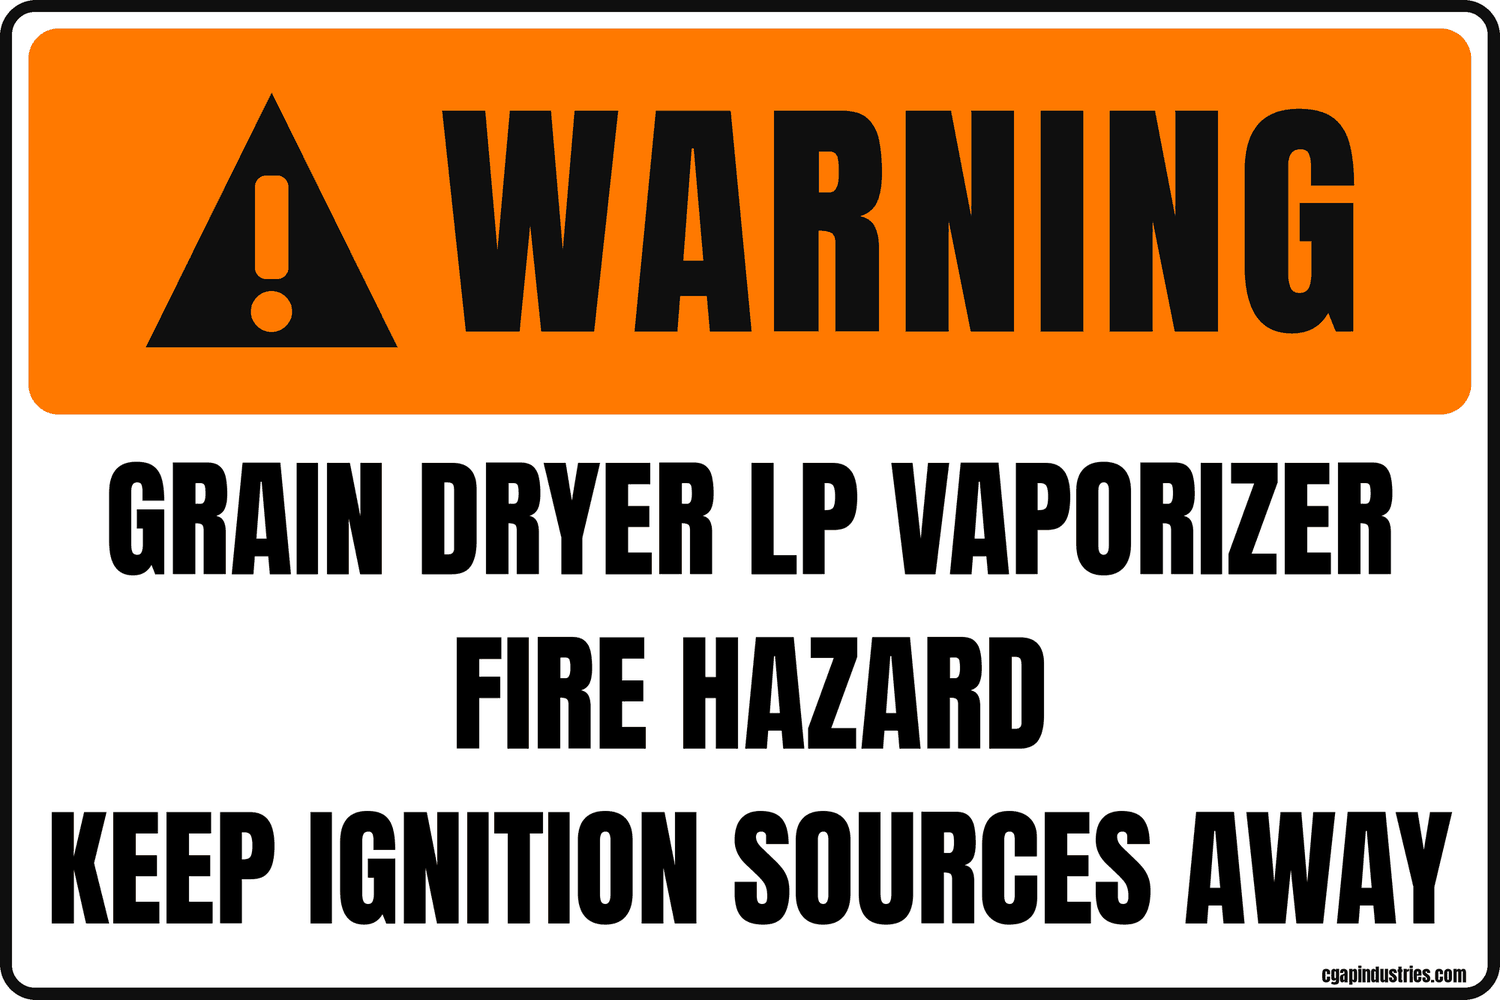 WARNING
GRAIN DRYER LP VAPORIZER
FIRE HAZARD
KEEP IGNITION SOURCES AWAY
cgapindustries.com